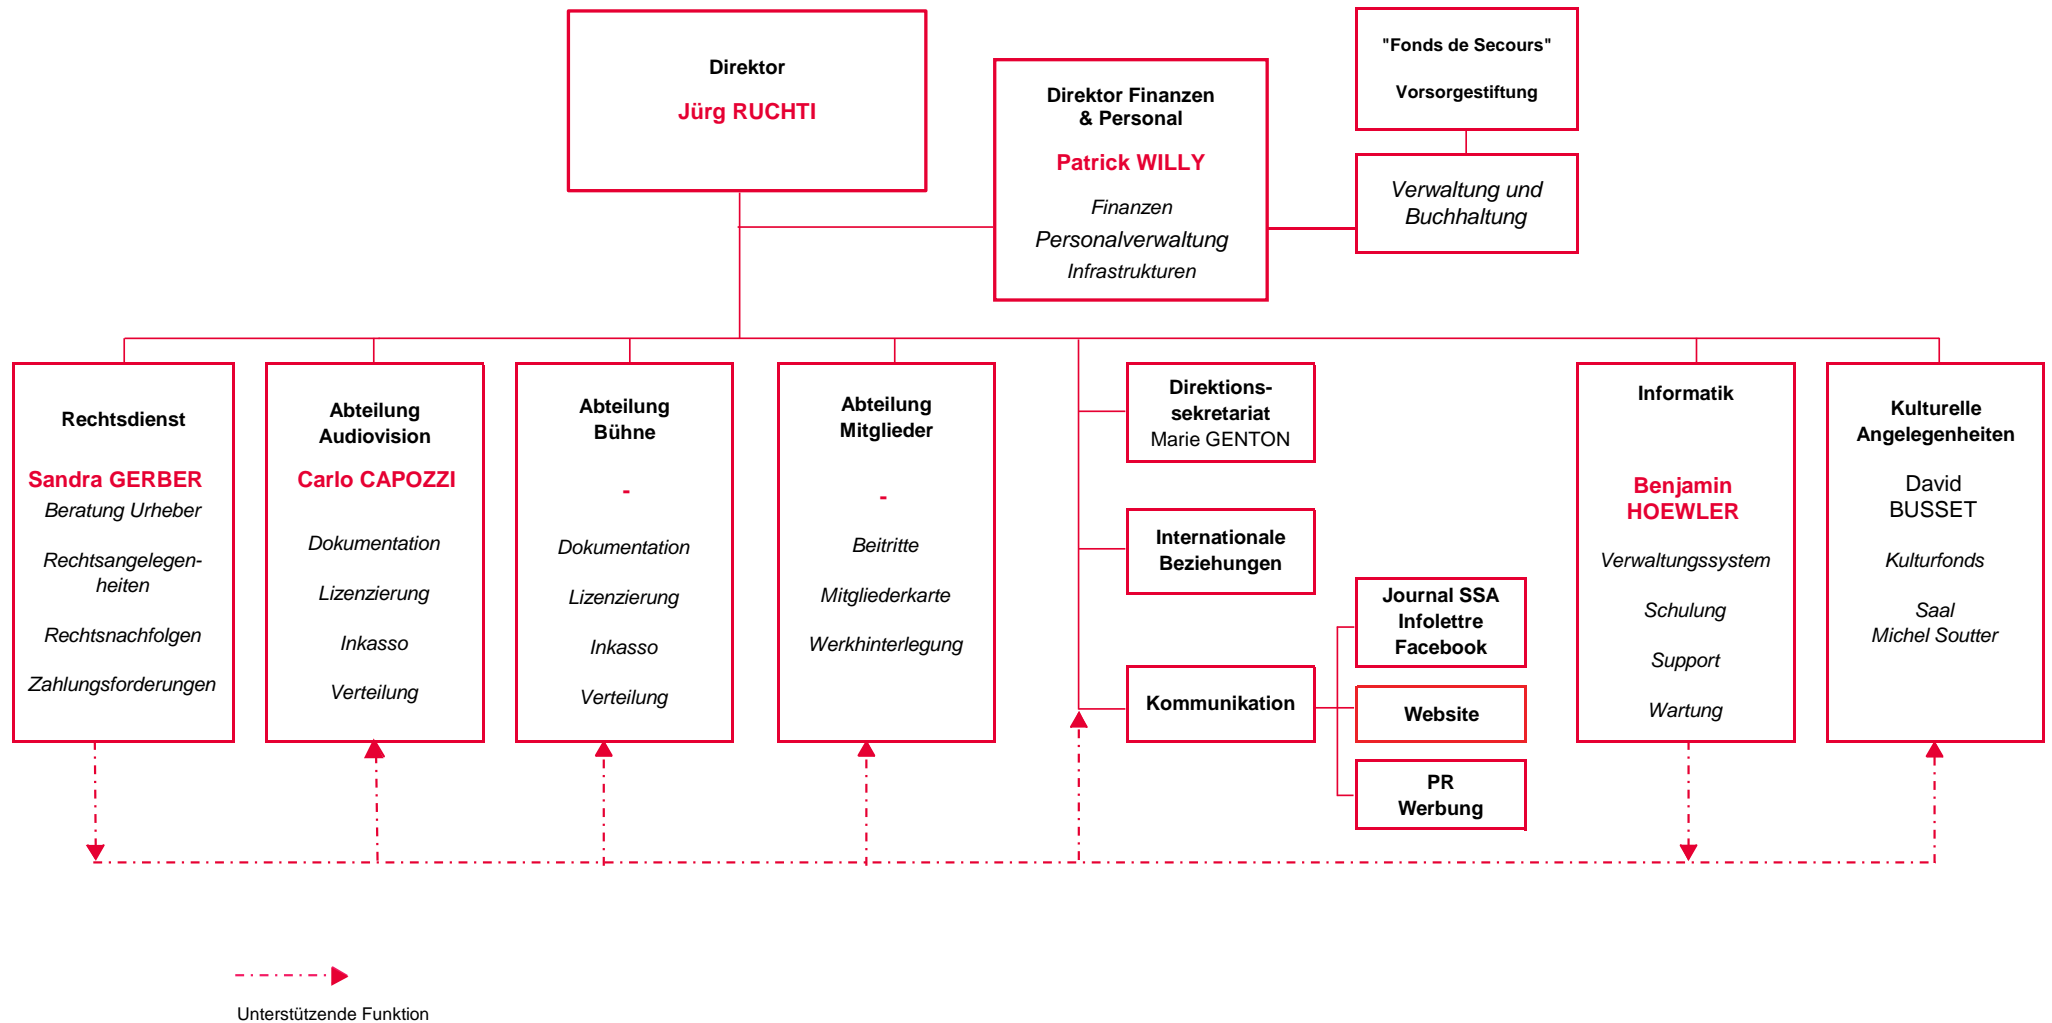 Direktor
Jürg RUCHTI
Direktor Finanzen
& Personal
Patrick WILLY
Finanzen
Personalverwaltung
Infrastrukturen
"Fonds de Secours"
Vorsorgestiftung
Verwaltung und
Buchhaltung
Rechtsdienst
Sandra GERBER
Beratung Urheber
Rechtsangelegen-
heiten
Rechtsnachfolgen
Zahlungsforderungen
Abteilung
Audiovision
Carlo CAPOZZI
Dokumentation
Lizenzierung
Inkasso
Verteilung
Abteilung
Bühne
-
Dokumentation
Lizenzierung
Inkasso
Verteilung
Abteilung
Mitglieder
-
Beitritte
Mitgliederkarte
Werkhinterlegung
Direktions-
sekretariat
Marie GENTON
Internationale
Beziehungen
Kommunikation
Journal SSA
Infolettre
Facebook
Website
PR
Werbung
Informatik
Benjamin
HOEWLER
Verwaltungssystem
Schulung
Support
Wartung
Kulturelle
Angelegenheiten
David
BUSSET
Kulturfonds
Saal
Michel Soutter
Unterstützende Funktion